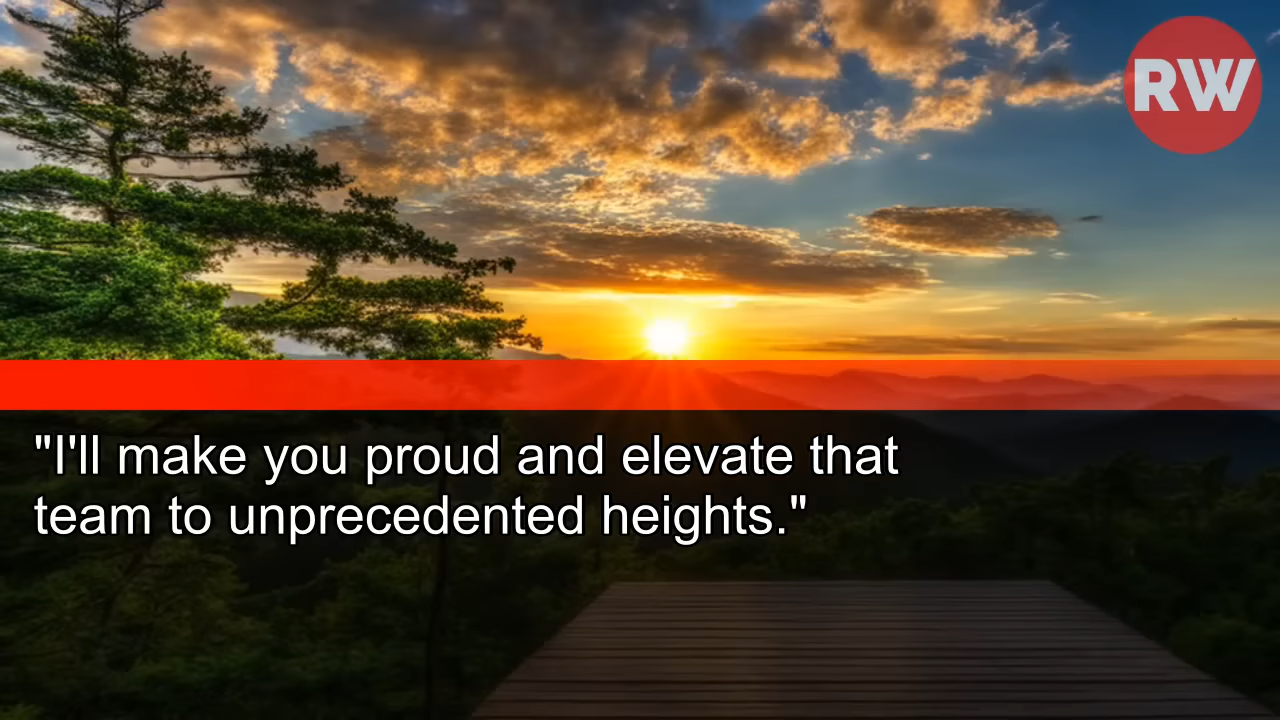 RW
"I'll make you proud and elevate that
team to unprecedented heights."